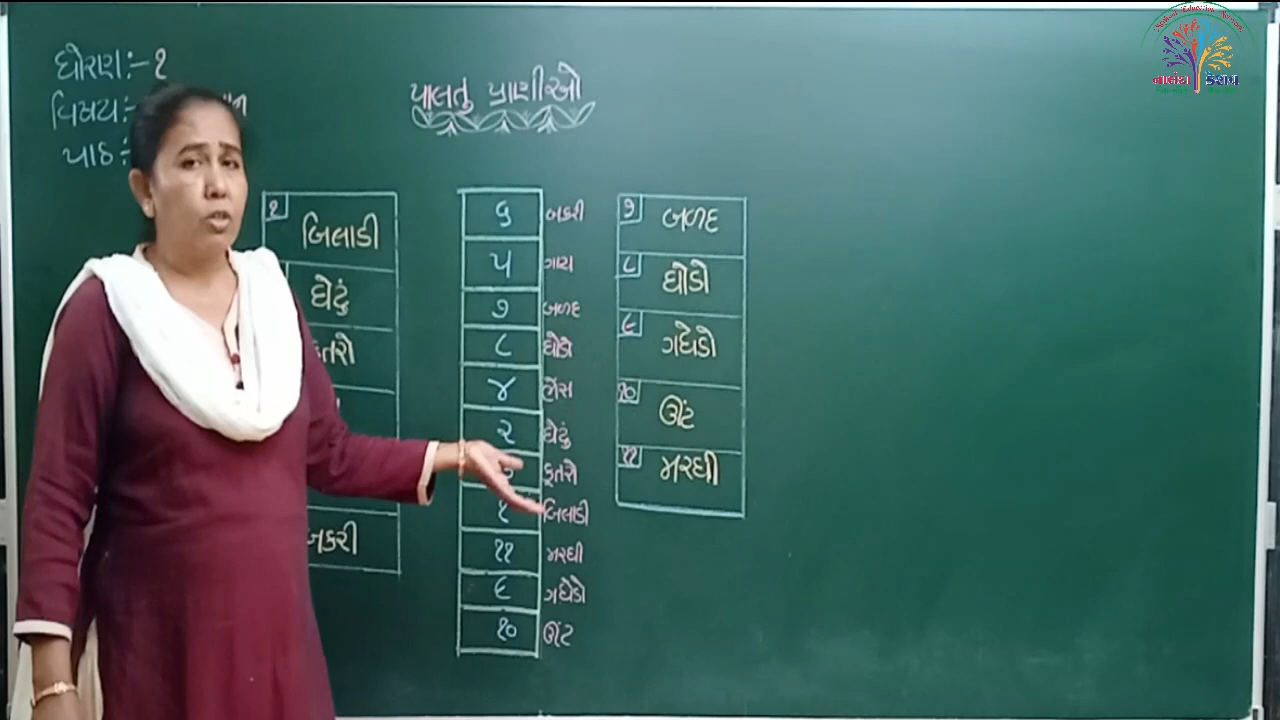 ધોરણ:- ૧
વિષય:-
પાઠ:-
પાલતુ પ્રાણીઓ
૧ બિલાડી
ઘેટું
બકરી
૬ બકરી
૫ ગાય
૭ બળદ
૮ ઘોડો
૪ ભેંસ
૨ ઘેટું
કૂતરો
૧ બિલાડી
૧૧ મરઘી
૯ ગધેડો
૧૦ ઊંટ
૭ બળદ
૮ ઘોડો
૯ ગધેડો
૧૦ ઊંટ
૧૧ મરઘી